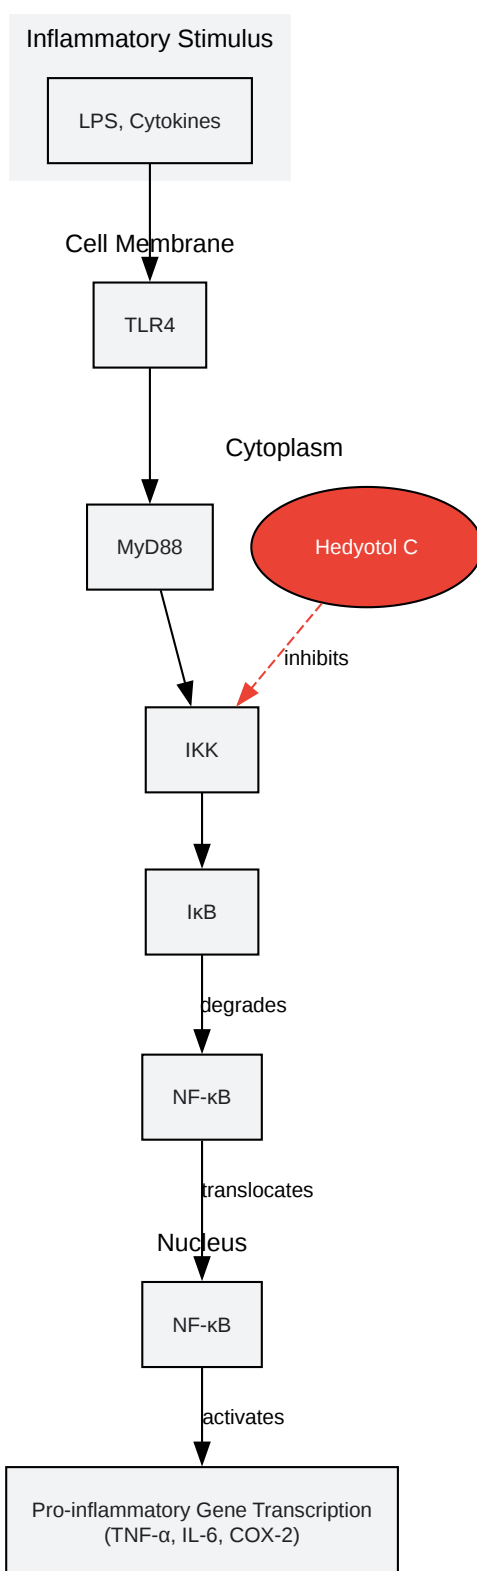 Inflammatory Stimulus
LPS, Cytokines
Cell Membrane
TLR4
Cytoplasm
MyD88
Hedyotol C
inhibits
IKK
IκB
degrades
NF-κB
translocates
Nucleus
NF-κB
activates
Pro-inflammatory Gene Transcription
(TNF-α, IL-6, COX-2)